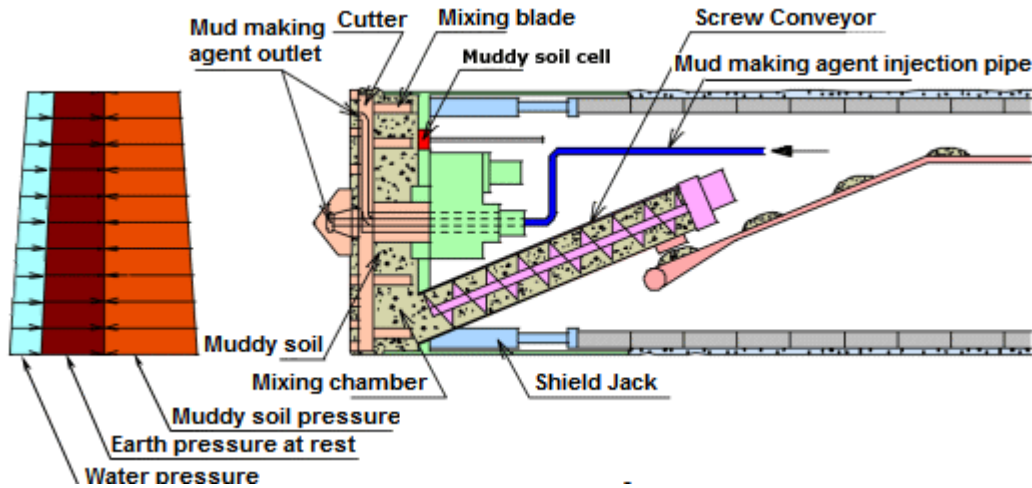 Mud making
agent outlet
Cutter
Mixing blade
Muddy soil cell
Screw Conveyor
Mud making agent injection pipe
Muddy soil
Mixing chamber
Shield Jack
Muddy soil pressure
Earth pressure at rest
Water pressure